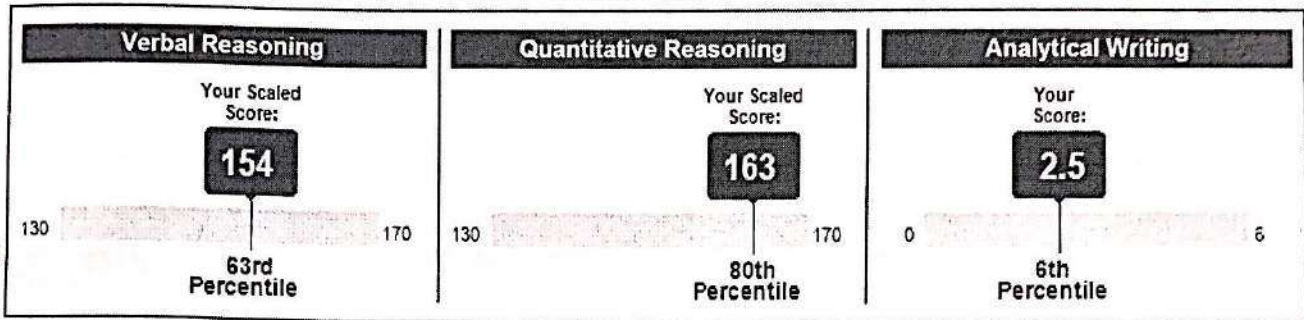 Verbal Reasoning
Your Scaled
Score:
154
130
170
63rd
Percentile
Quantitative Reasoning
Your Scaled
Score:
163
130
170
80th
Percentile
Analytical Writing
Your
Score:
2.5
0
6
6th
Percentile